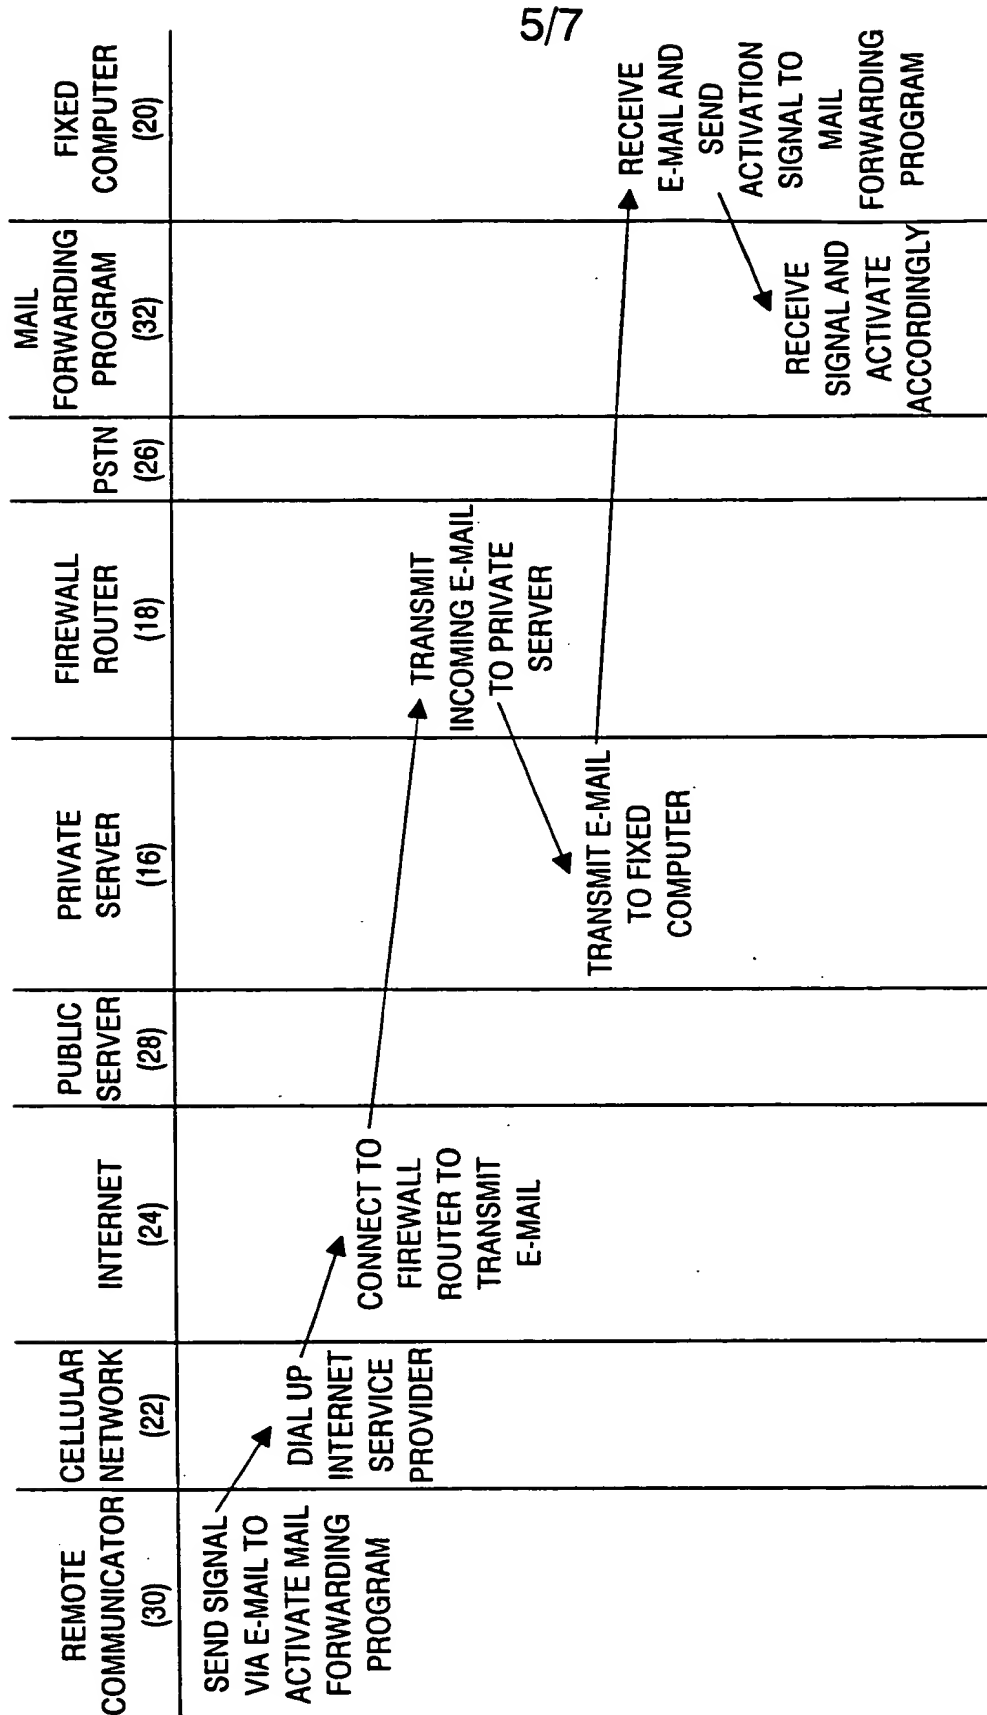 5/7
REMOTE
COMMUNICATOR
(30)
CELLULAR
NETWORK
(22)
INTERNET
(24)
PUBLIC
SERVER
(28)
PRIVATE
SERVER
(16)
FIREWALL
ROUTER
(18)
PSTN
(26)
MAIL
FORWARDING
PROGRAM
(32)
FIXED
COMPUTER
(20)
SEND SIGNAL
VIA E-MAIL TO
ACTIVATE MAIL
FORWARDING
PROGRAM
DIAL UP
INTERNET
SERVICE
PROVIDER
CONNECT TO
FIREWALL
ROUTER TO
TRANSMIT
E-MAIL
TRANSMIT
INCOMING E-MAIL
TO PRIVATE
SERVER
TRANSMIT E-MAIL
TO FIXED
COMPUTER
RECEIVE
E-MAIL AND
SEND
ACTIVATION
SIGNAL TO
MAIL
FORWARDING
PROGRAM
RECEIVE
SIGNAL AND
ACTIVATE
ACCORDINGLY